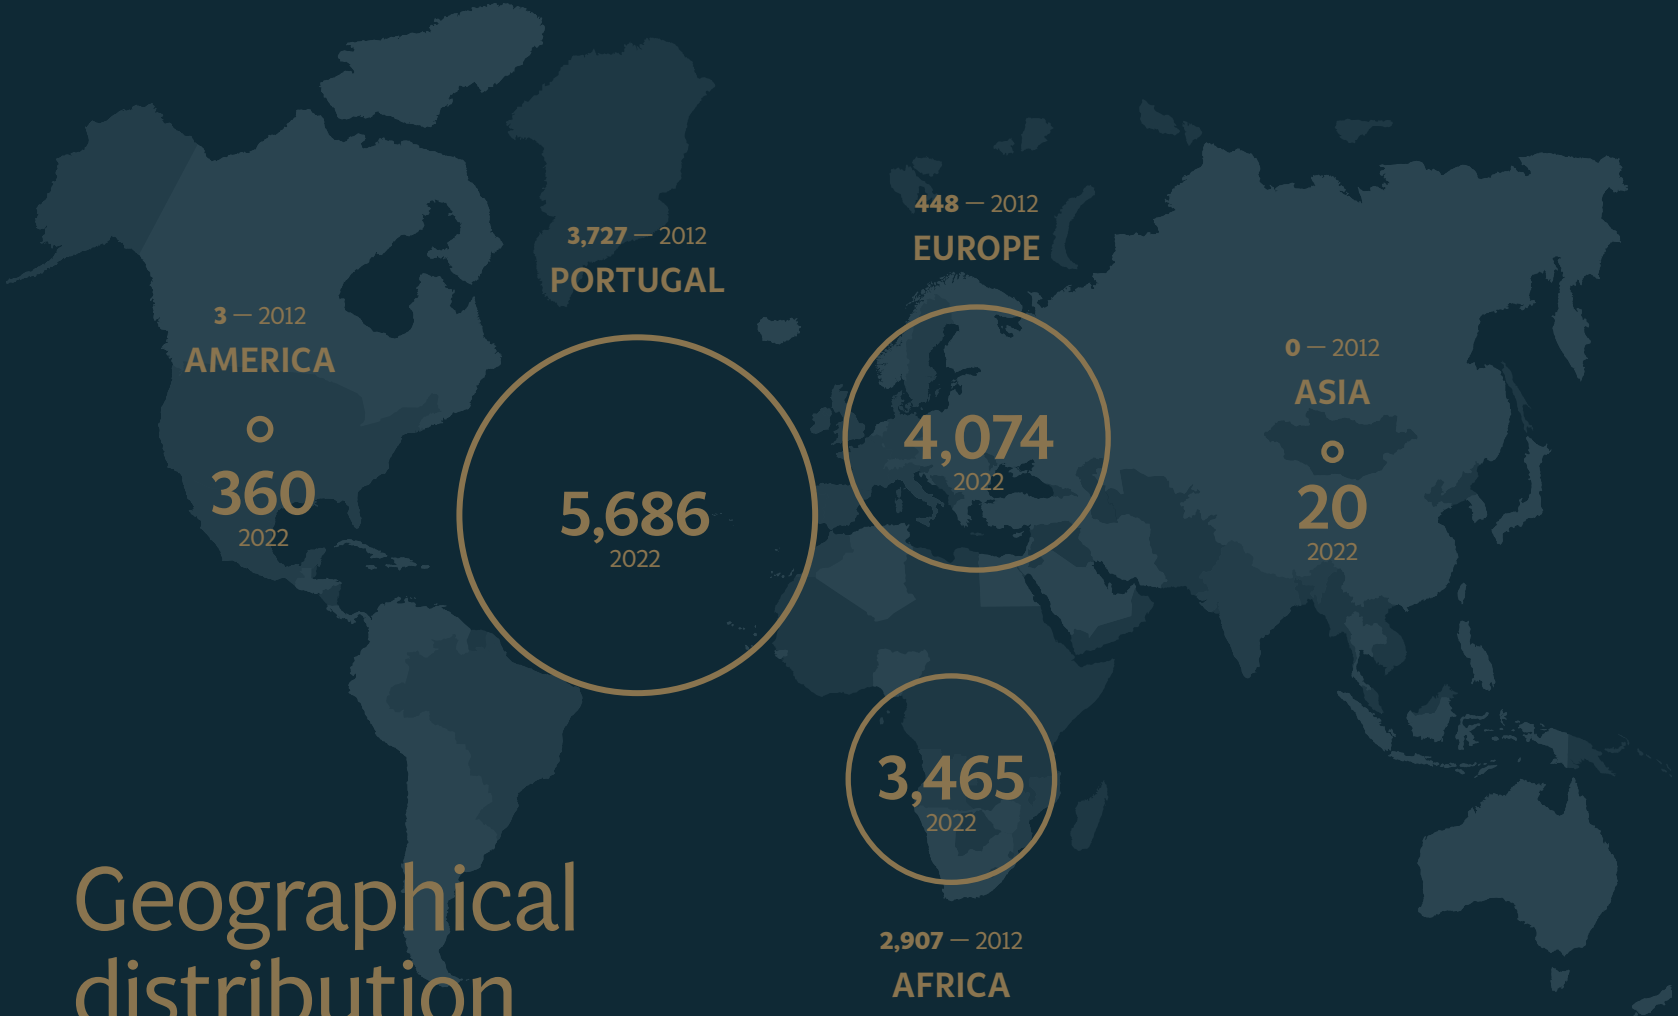 3 — 2012
AMERICA
360
2022
3,727 — 2012
PORTUGAL
5,686
2022
448 — 2012
EUROPE
4,074
2022
0 — 2012
ASIA
20
2022
3,465
2022
2,907 — 2012
AFRICA
Geographical
distribution